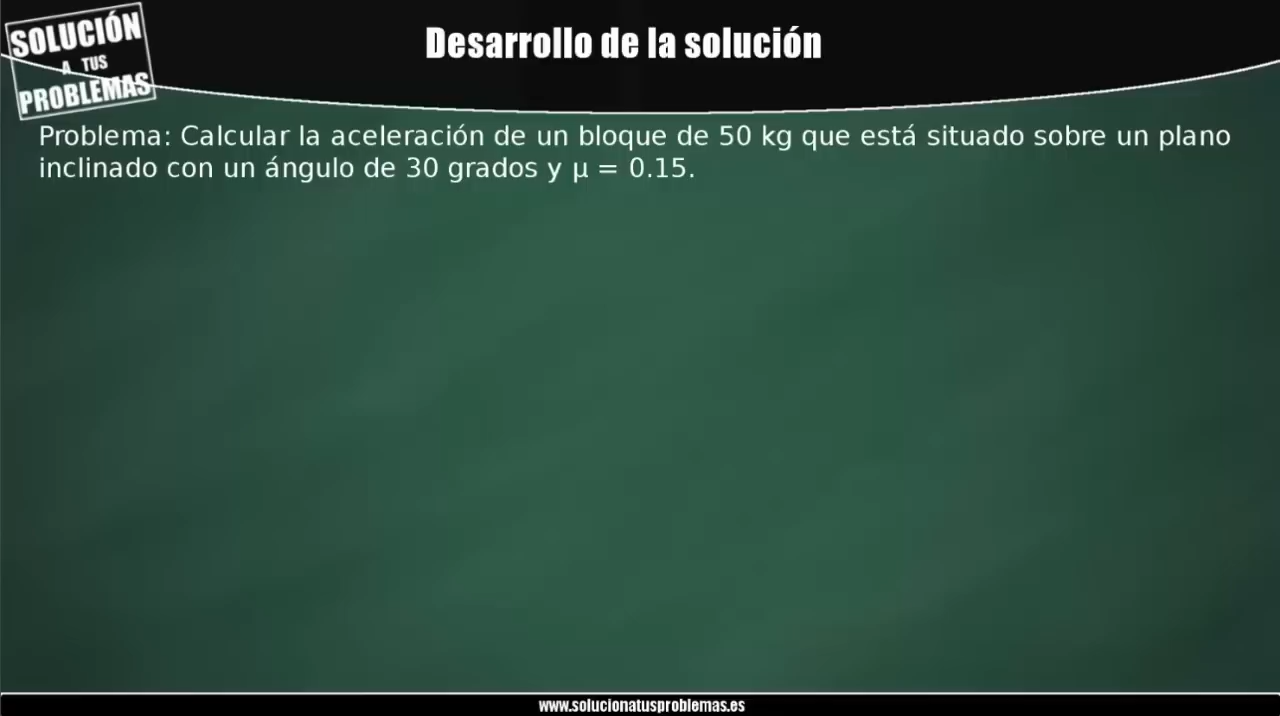 SOLUCIÓN
A TUS
PROBLEMAS
Desarrollo de la solución
Problema: Calcular la aceleración de un bloque de 50 kg que está situado sobre un plano
inclinado con un ángulo de 30 grados y μ = 0.15.
www.solucionatusproblemas.es